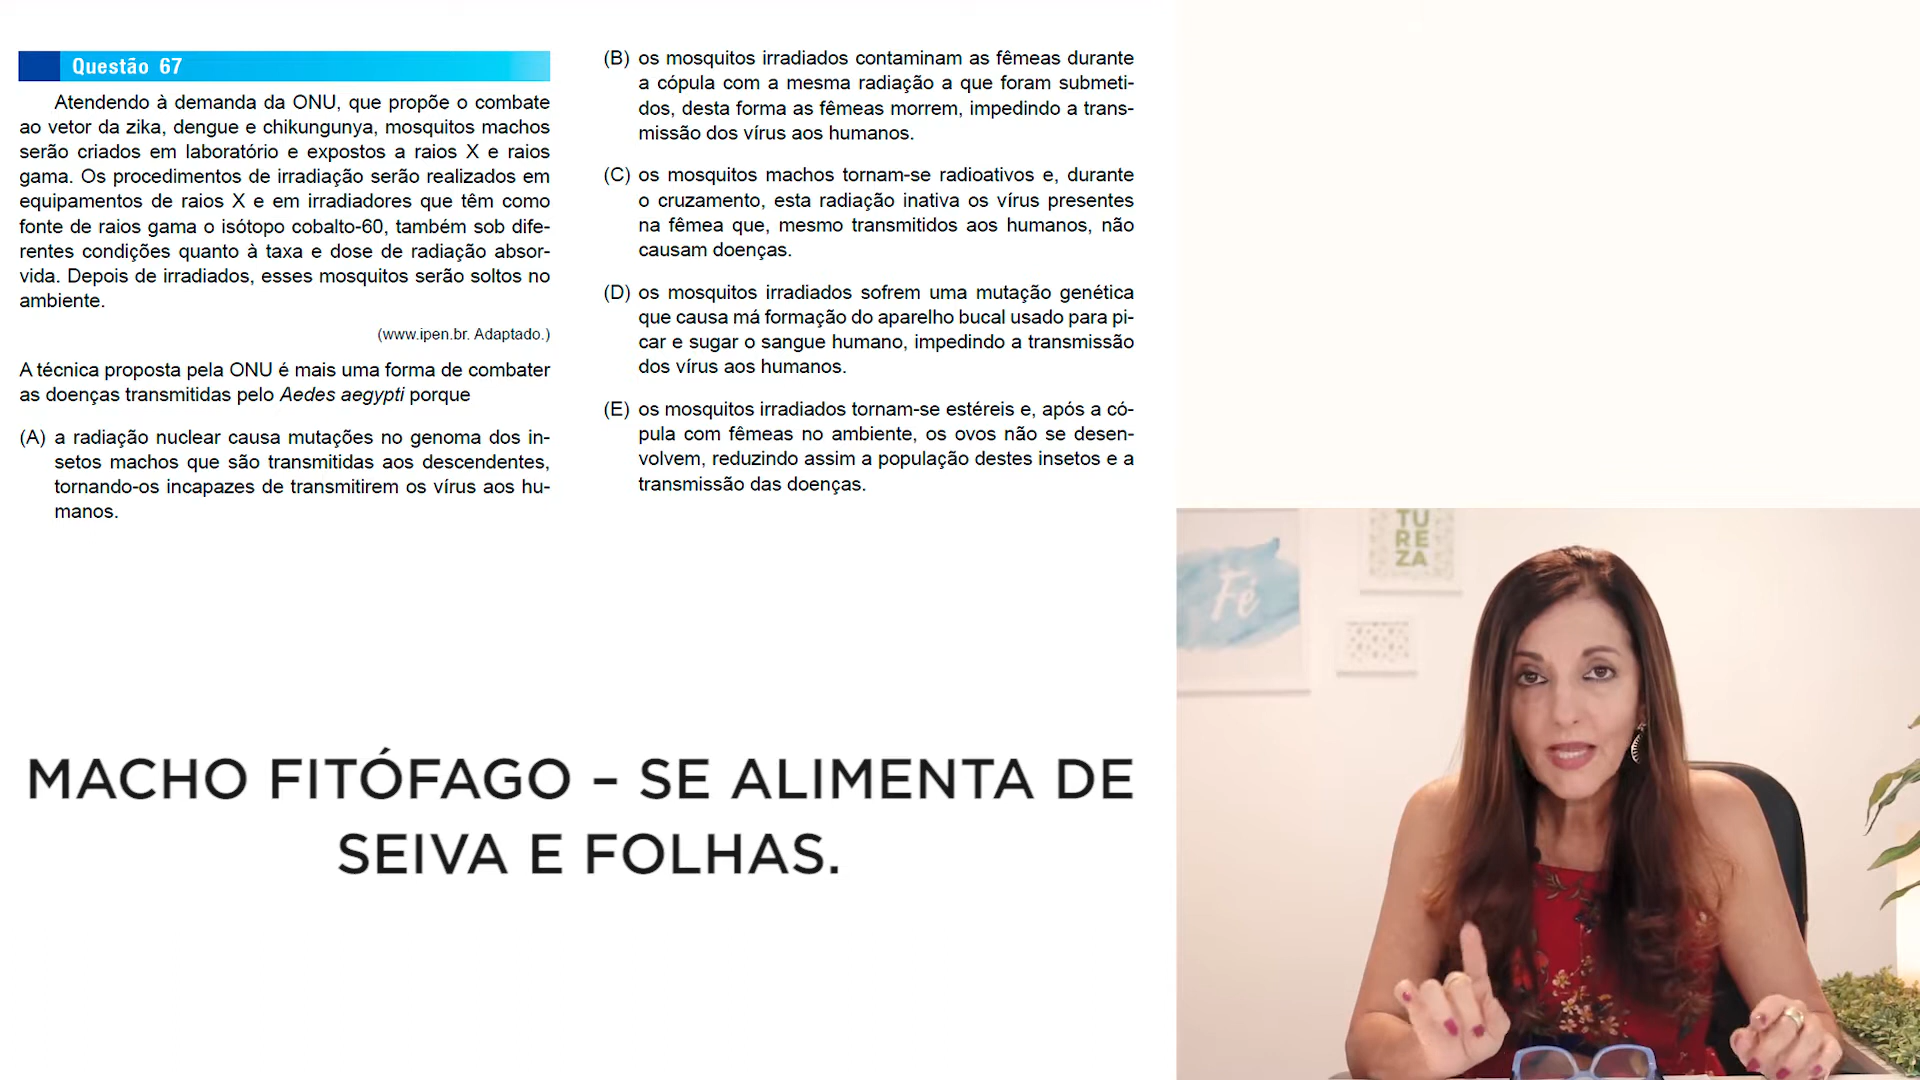 Questão 67
Atendendo à demanda da ONU, que propõe o combate
ao vetor da zika, dengue e chikungunya, mosquitos machos
serão criados em laboratório e expostos a raios X e raios
gama. Os procedimentos de irradiação serão realizados em
equipamentos de raios X e em irradiadores que têm como
fonte de raios gama o isótopo cobalto-60, também sob dife-
rentes condições quanto à taxa e dose de radiação absor-
vida. Depois de irradiados, esses mosquitos serão soltos no
ambiente.
(www.ipen.br. Adaptado.)
A técnica proposta pela ONU é mais uma forma de combater
as doenças transmitidas pelo Aedes aegypti porque
(A) a radiação nuclear causa mutações no genoma dos in-
setos machos que são transmitidas aos descendentes,
tornando-os incapazes de transmitirem os vírus aos hu-
manos.
(B) os mosquitos irradiados contaminam as fêmeas durante
a cópula com a mesma radiação a que foram submeti-
dos, desta forma as fêmeas morrem, impedindo a trans-
missão dos vírus aos humanos.
(C) os mosquitos machos tornam-se radioativos e, durante
o cruzamento, esta radiação inativa os vírus presentes
na fêmea que, mesmo transmitidos aos humanos, não
causam doenças.
(D) os mosquitos irradiados sofrem uma mutação genética
que causa má formação do aparelho bucal usado para pi-
car e sugar o sangue humano, impedindo a transmissão
dos vírus aos humanos.
(E) os mosquitos irradiados tornam-se estéreis e, após a có-
pula com fêmeas no ambiente, os ovos não se desen-
volvem, reduzindo assim a população destes insetos e a
transmissão das doenças.
MACHO FITÓFAGO – SE ALIMENTA DE
SEIVA E FOLHAS.
Fé
TU
RE
ZA